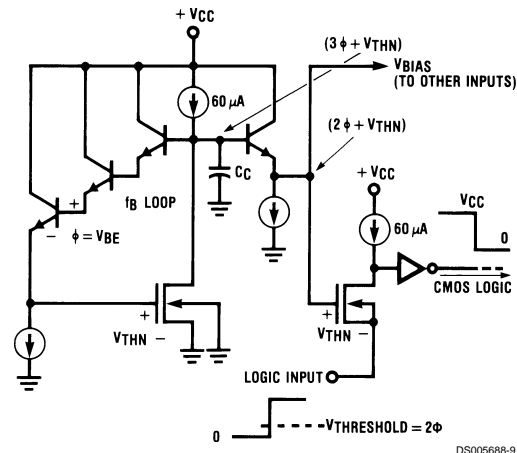 + VCC
(3ϕ + VTHN)
VBIAS
(TO OTHER INPUTS)
60 μA
(2ϕ + VTHN)
CC
+ VCC
fB LOOP
+
-
ϕ = VBE
60 μA
VCC
0
CMOS LOGIC
+
VTHN -
+
VTHN -
LOGIC INPUT
0
VTHRESHOLD = 2Φ
DS005688-9